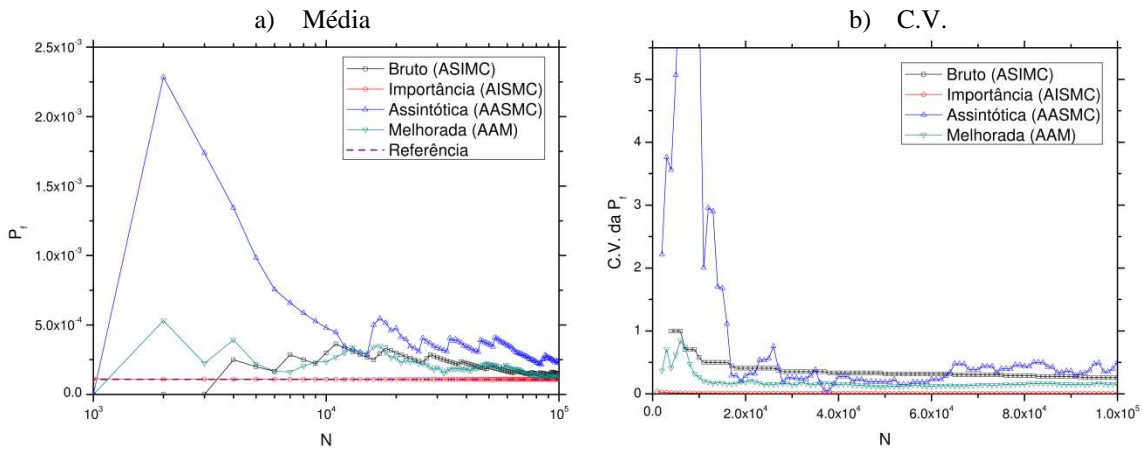 a) Média
2.5x10⁻³
2.0x10⁻³
1.5x10⁻³
1.0x10⁻³
5.0x10⁻⁴
0.0
P_f
10³
10⁴
10⁵
N
Bruto (ASIMC)
Importância (AISMC)
Assintótica (AASMC)
Melhorada (AAM)
Referência
b) C.V.
5
4
3
2
1
0
C.V. da P_f
0.0
2.0x10⁴
4.0x10⁴
6.0x10⁴
8.0x10⁴
1.0x10⁵
N
Bruto (ASIMC)
Importância (AISMC)
Assintótica (AASMC)
Melhorada (AAM)